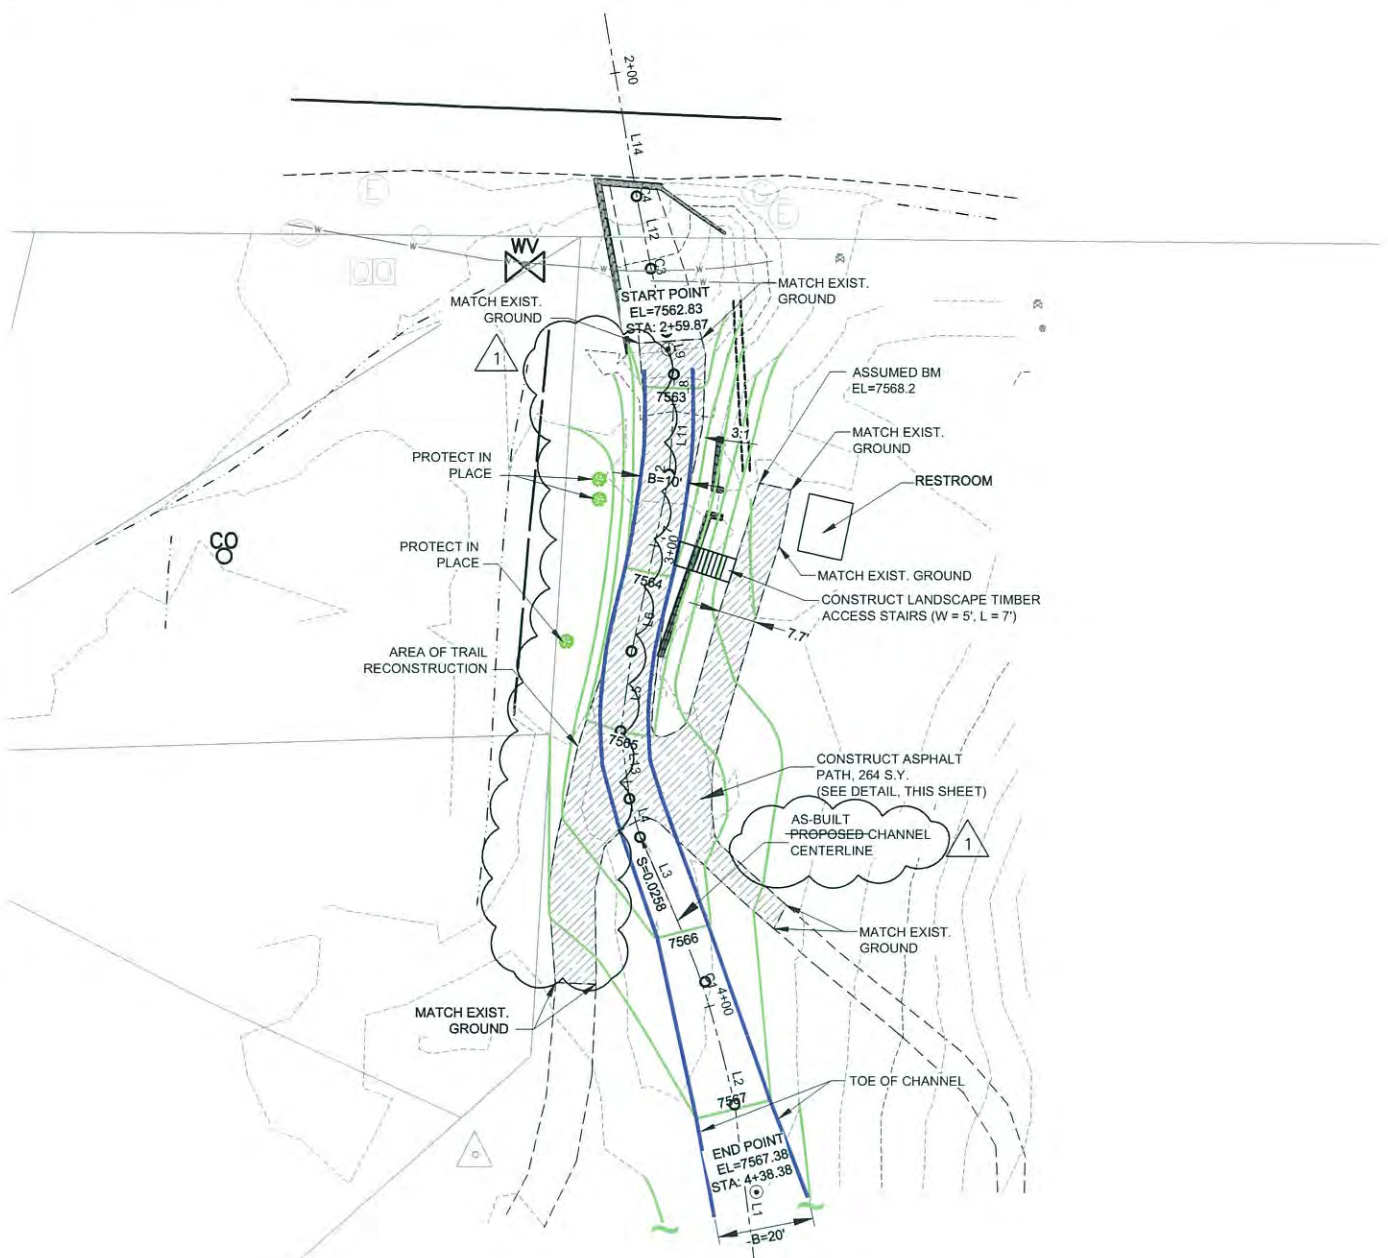 2+00
L14
E
E
C4
L12
W
W
W
W
W
WV
C3
START POINT
EL=7562.83
STA: 2+59.87
MATCH EXIST.
GROUND
MATCH EXIST.
GROUND
1
L9
7563
L11
ASSUMED BM
EL=7568.2
3:1
MATCH EXIST.
GROUND
PROTECT IN
PLACE
B=10'
RESTROOM
CO
PROTECT IN
PLACE
3+00
7564
MATCH EXIST. GROUND
CONSTRUCT LANDSCAPE TIMBER
ACCESS STAIRS (W = 5', L = 7')
L6
7.7'
AREA OF TRAIL
RECONSTRUCTION
7565
L13
CONSTRUCT ASPHALT
PATH, 264 S.Y.
(SEE DETAIL, THIS SHEET)
L4
AS-BUILT
PROPOSED CHANNEL
CENTERLINE
1
L3
S=0.0258
7566
MATCH EXIST.
GROUND
4+00
MATCH EXIST.
GROUND
L2
7567
TOE OF CHANNEL
END POINT
EL=7567.38
STA: 4+38.38
L1
B=20'